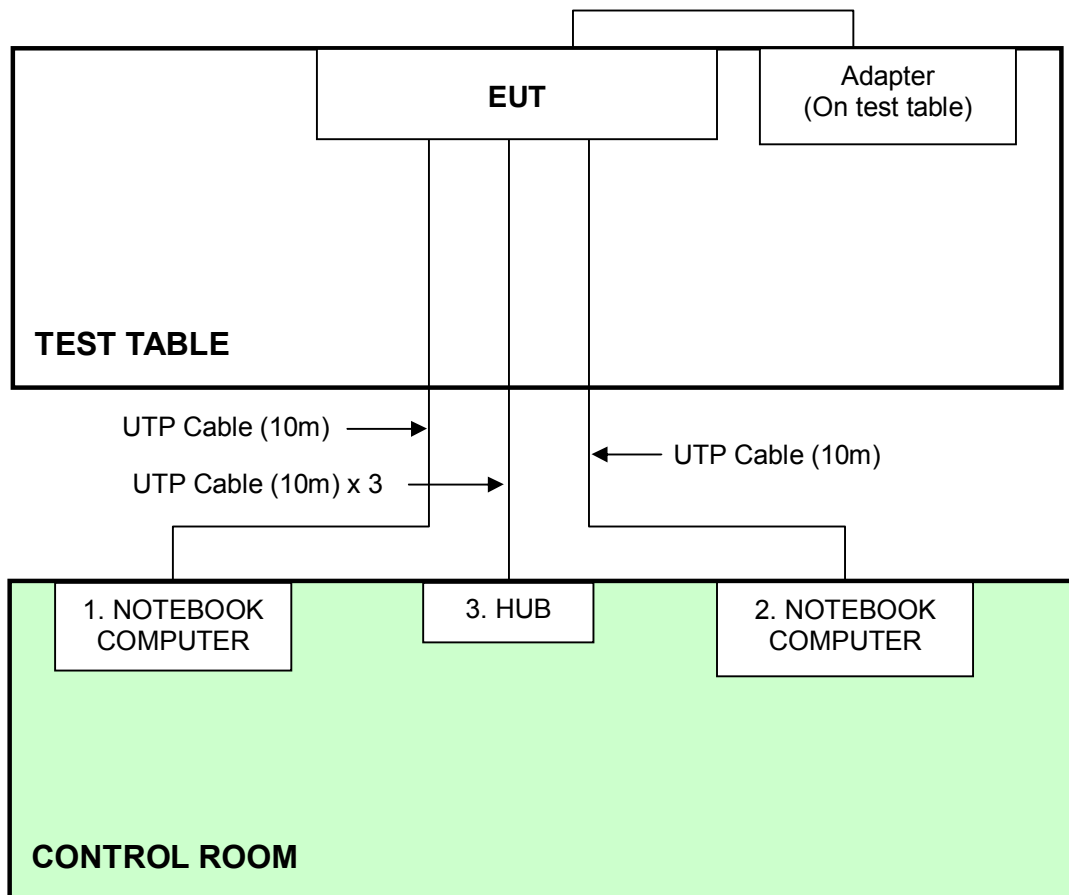 EUT
Adapter
(On test table)
TEST TABLE
UTP Cable (10m)
UTP Cable (10m)
UTP Cable (10m) x 3
1. NOTEBOOK
COMPUTER
3. HUB
2. NOTEBOOK
COMPUTER
CONTROL ROOM